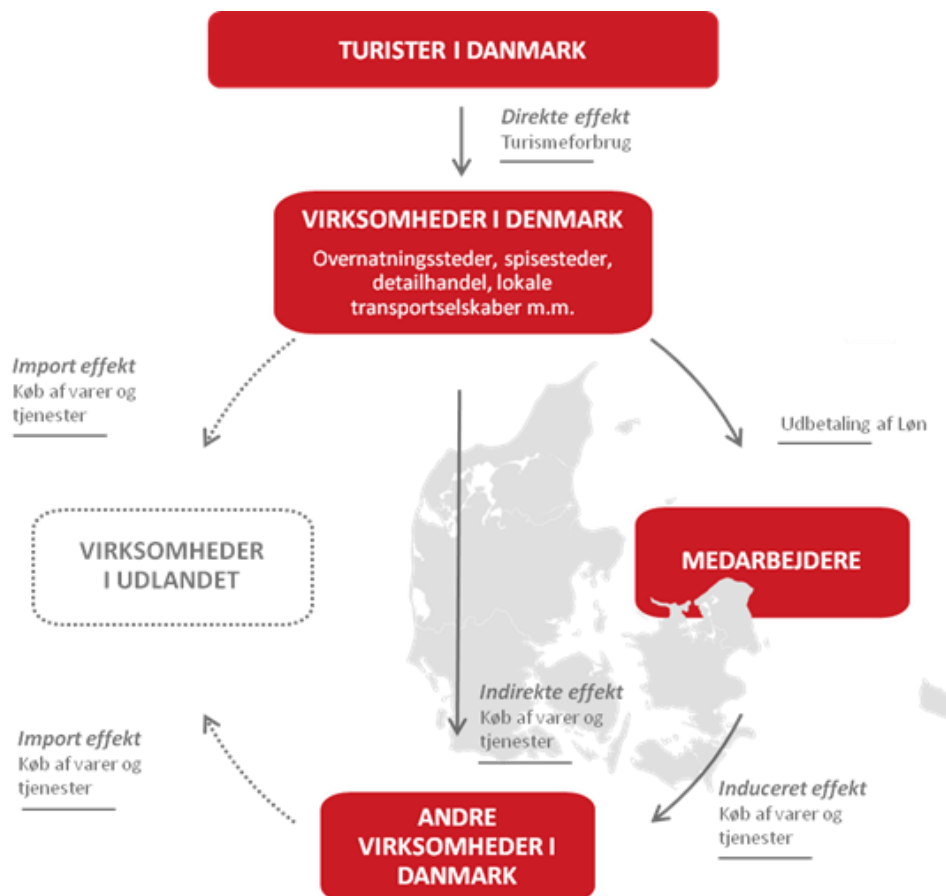 TURISTER I DANMARK
Direkte effekt
Turismeforbrug
VIRKSOMHEDER I DENMARK
Overnatningssteder, spisesteder,
detailhandel, lokale
transportselskaber m.m.
Import effekt
Køb af varer og
tjenester
Udbetaling af Løn
VIRKSOMHEDER
I UDLANDET
MEDARBEJDERE
Indirekte effekt
Køb af varer og
tjenester
Import effekt
Køb af varer og
tjenester
Induceret effekt
Køb af varer og
tjenester
ANDRE
VIRKSOMHEDER I
DANMARK